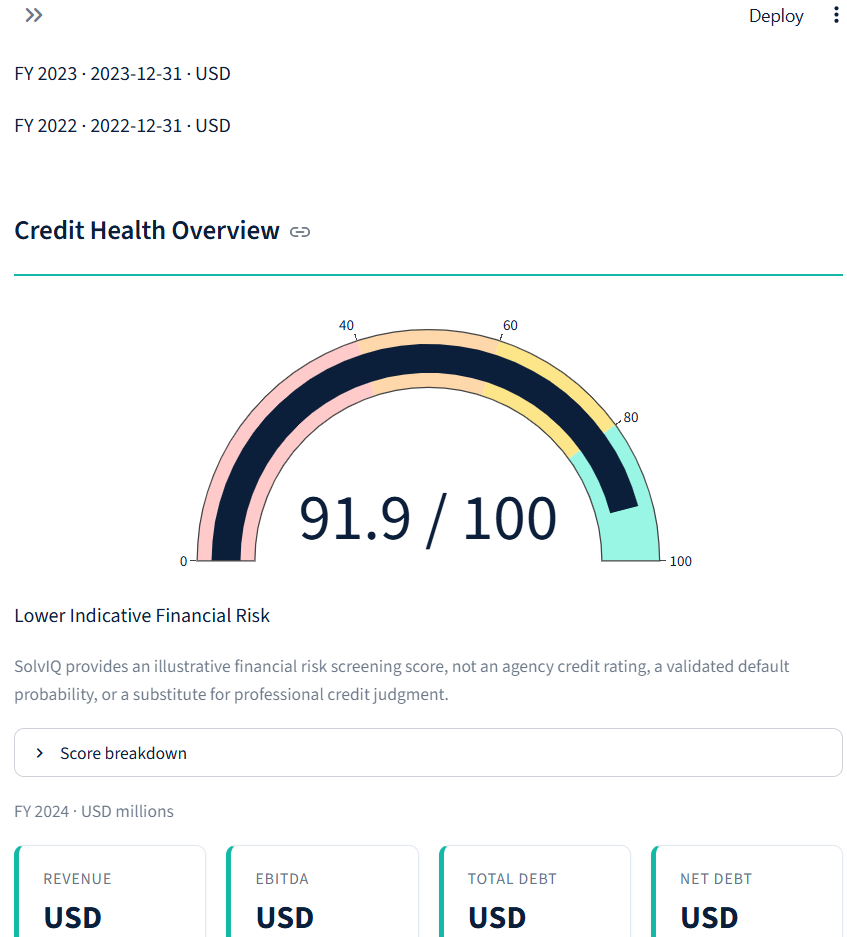 Deploy
FY 2023 · 2023-12-31 · USD
FY 2022 · 2022-12-31 · USD
Credit Health Overview
40
60
80
91.9 / 100
0
100
Lower Indicative Financial Risk
SolvIQ provides an illustrative financial risk screening score, not an agency credit rating, a validated default
probability, or a substitute for professional credit judgment.
Score breakdown
FY 2024 · USD millions
REVENUE
USD
EBITDA
USD
TOTAL DEBT
USD
NET DEBT
USD